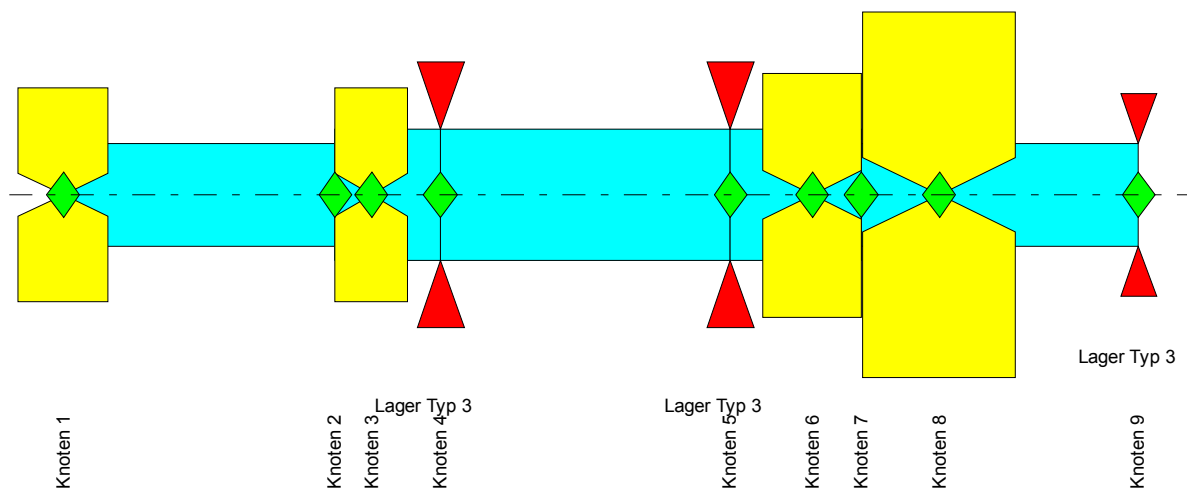 Lager Typ 3
Lager Typ 3
Lager Typ 3
Knoten 1
Knoten 2
Knoten 3
Knoten 4
Knoten 5
Knoten 6
Knoten 7
Knoten 8
Knoten 9